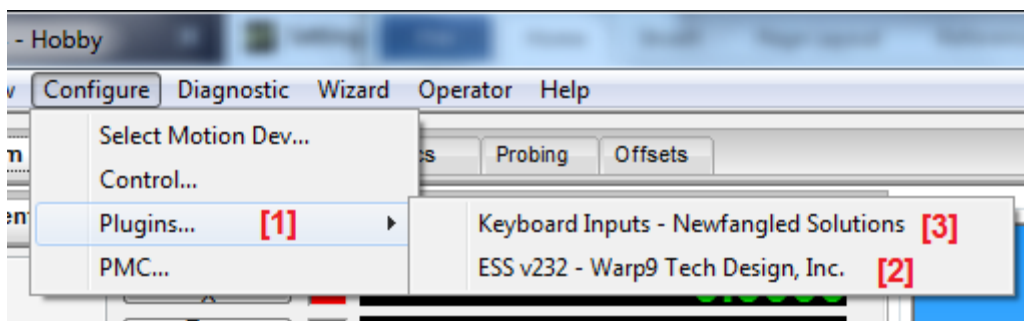 - Hobby
Configure Diagnostic Wizard Operator Help
Select Motion Dev...
Probing Offsets
Control...
Plugins... [1]
Keyboard Inputs - Newfangled Solutions [3]
PMC...
ESS v232 - Warp9 Tech Design, Inc. [2]